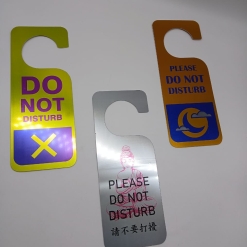 DO
NOT
DISTURB
PLEASE
DO NOT
DISTURB
PLEASE
DO NOT
DISTURB
請不要打擾